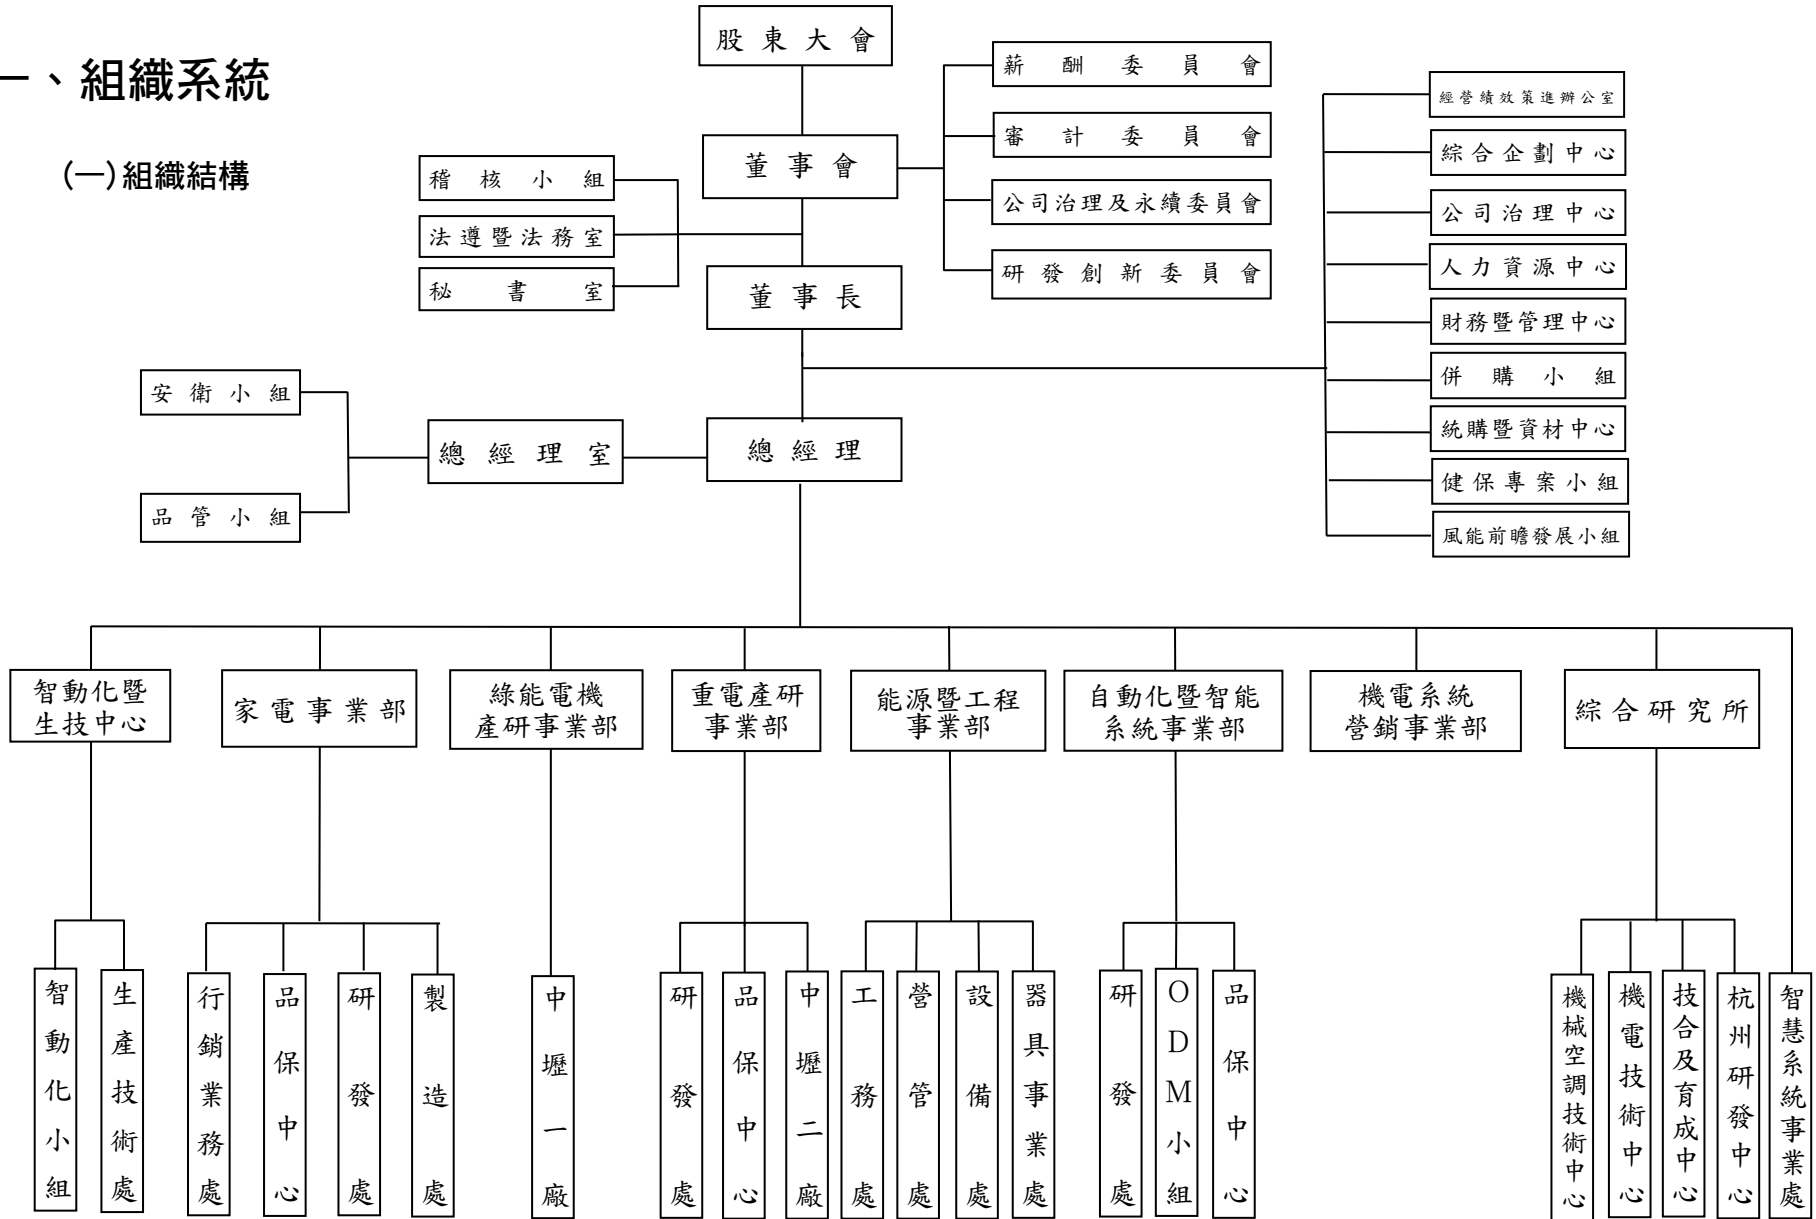 一、組織系統
(一)組織結構
股東大會
董事會
董事長
總經理
薪酬委員會
審計委員會
公司治理及永續委員會
研發創新委員會
稽核小組
法遵暨法務室
秘書室
經營績效策進辦公室
綜合企劃中心
公司治理中心
人力資源中心
財務暨管理中心
併購小組
統購暨資材中心
健保專案小組
風能前瞻發展小組
總經理室
安衛小組
品管小組
智動化暨
生技中心
家電事業部
綠能電機
產研事業部
重電產研
事業部
能源暨工程
事業部
自動化暨智能
系統事業部
機電系統
營銷事業部
綜合研究所
智動化小組
生產技術處
行銷業務處
品保中心
研發處
製造處
中壢一廠
研發處
品保中心
中壢二廠
工務處
營管處
設備處
器具事業處
研發處
ODM小組
品保中心
機械空調技術中心
機電技術中心
技合及育成中心
杭州研發中心
智慧系統事業處